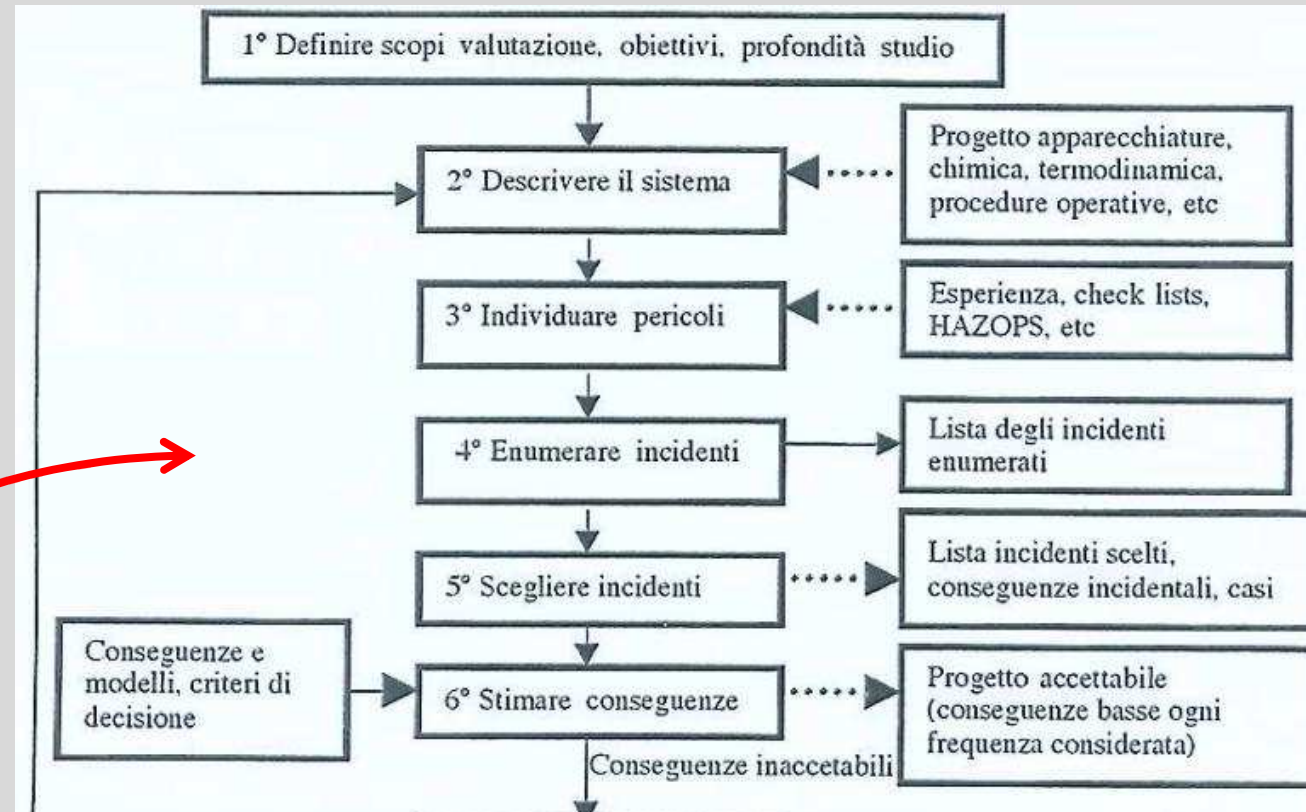 1° Definire scopi valutazione, obiettivi, profondità studio
2° Descrivere il sistema
Progetto apparecchiature,
chimica, termodinamica,
procedure operative, etc
3° Individuare pericoli
Esperienza, check lists,
HAZOPS, etc
4° Enumerare incidenti
Lista degli incidenti
enumerati
5° Scegliere incidenti
Lista incidenti scelti,
conseguenze incidentali, casi
Conseguenze e
modelli, criteri di
decisione
6° Stimare conseguenze
Progetto accettabile
(conseguenze basse ogni
frequenza considerata)
Conseguenze inaccetabili